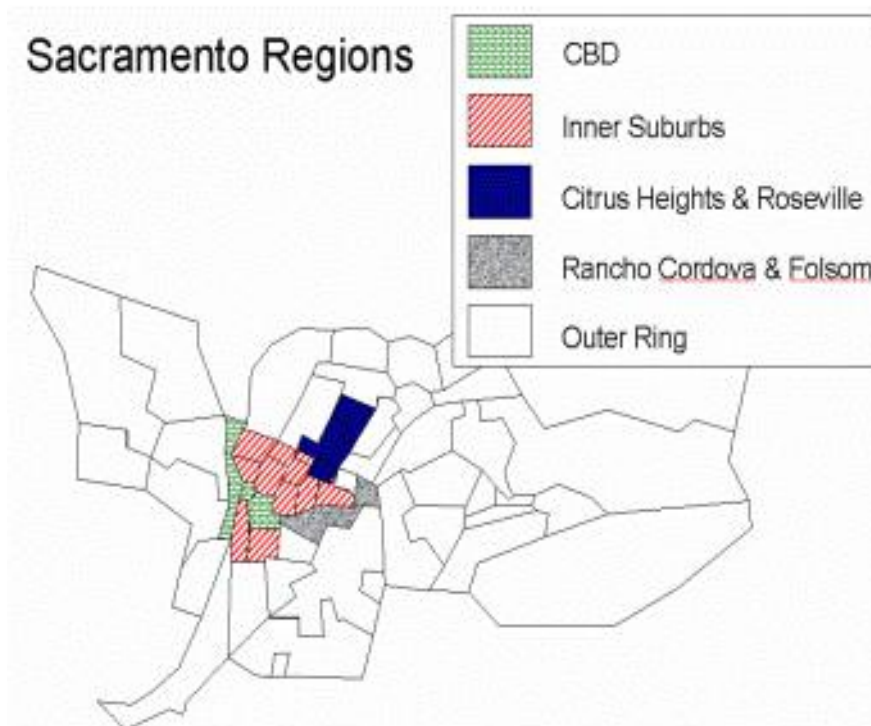 Sacramento Regions
CBD
Inner Suburbs
Citrus Heights & Roseville
Rancho Cordova & Folsom
Outer Ring